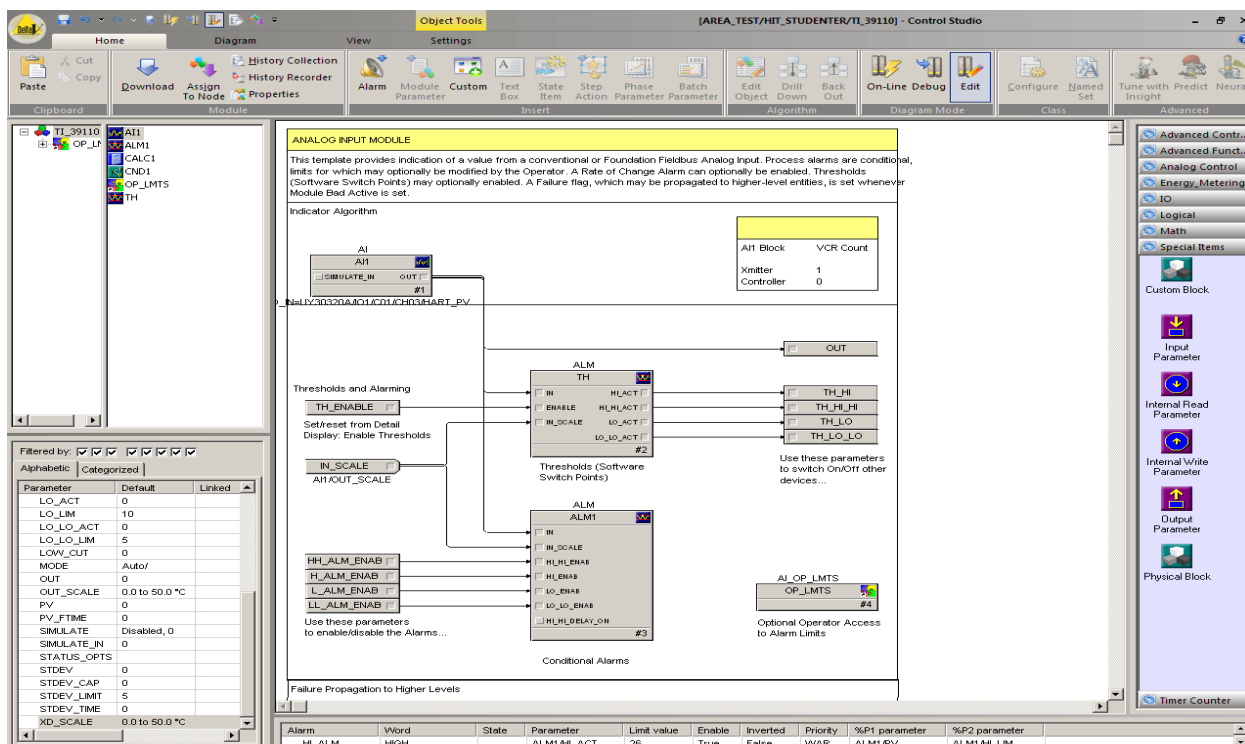 DeltaV
Object Tools
[AREA_TEST/HIT_STUDENTER/TI_39110] - Control Studio
Home
Diagram
View
Settings
Paste
Cut
Copy
Clipboard
Download
Assign
To Node
History Collection
History Recorder
Properties
Module
Alarm
Module
Parameter
Custom
Text
Box
State
Item
Step
Action
Phase
Parameter
Batch
Parameter
Insert
Edit
Object
Drill
Down
Back
Out
Algorithm
On-Line
Debug
Edit
Diagram Mode
Configure
Named
Set
Class
Tune with
Insight
Predict
Neura
Advanced
TI_39110
OP_LM
AI1
ALM1
CALC1
CND1
OP_LMTS
TH
Filtered by:
Alphabetic
Categorized
Parameter Default Linked
LO_ACT 0
LO_LIM 10
LO_LO_ACT 0
LO_LO_LIM 5
LOW_CUT 0
MODE Auto/
OUT 0
OUT_SCALE 0.0 to 50.0 °C
PV 0
PV_FTIME 0
SIMULATE Disabled, 0
SIMULATE_IN 0
STATUS_OPTS
STDEV 0
STDEV_CAP 0
STDEV_LIMIT 5
STDEV_TIME 0
XD_SCALE 0.0 to 50.0 °C
ANALOG INPUT MODULE
This template provides indication of a value from a conventional or Foundation Fieldbus Analog Input. Process alarms are conditional,
limits for which may optionally be modified by the Operator. A Rate of Change Alarm can optionally be enabled. Thresholds
(Software Switch Points) may optionally enabled. A Failure flag, which may be propagated to higher-level entities, is set whenever
Module Bad Active is set.
Indicator Algorithm
AI
AI1
SIMULATE_IN OUT
#1
_IN=UY30320A/IO1/C01/CH03/HART_PV
AI1 Block VCR Count
Xmitter 1
Controller 0
OUT
Thresholds and Alarming
TH_ENABLE
Set/reset from Detail
Display: Enable Thresholds
IN_SCALE
AI1/OUT_SCALE
ALM
TH
IN HI_ACT
ENABLE HI_HI_ACT
IN_SCALE LO_ACT
LO_LO_ACT
#2
Thresholds (Software
Switch Points)
TH_HI
TH_HI_HI
TH_LO
TH_LO_LO
Use these parameters
to switch On/Off other
devices...
ALM
ALM1
IN
IN_SCALE
HI_HI_ENAB
HI_ENAB
LO_ENAB
LO_LO_ENAB
HI_HI_DELAY_ON
#3
Conditional Alarms
HH_ALM_ENAB
H_ALM_ENAB
L_ALM_ENAB
LL_ALM_ENAB
Use these parameters
to enable/disable the Alarms...
AI_OP_LMTS
OP_LMTS
#4
Optional Operator Access
to Alarm Limits
Failure Propagation to Higher Levels
Alarm Word State Parameter Limit value Enable Inverted Priority %P1 parameter %P2 parameter
HI_ALM HIGH ALM1/HI_ACT 26 True False WAR ALM1/PV ALM1/HI_LIM
Advanced Contr..
Advanced Funct..
Analog Control
Energy_Metering
IO
Logical
Math
Special Items
Custom Block
Input
Parameter
Internal Read
Parameter
Internal Write
Parameter
Output
Parameter
Physical Block
Timer Counter